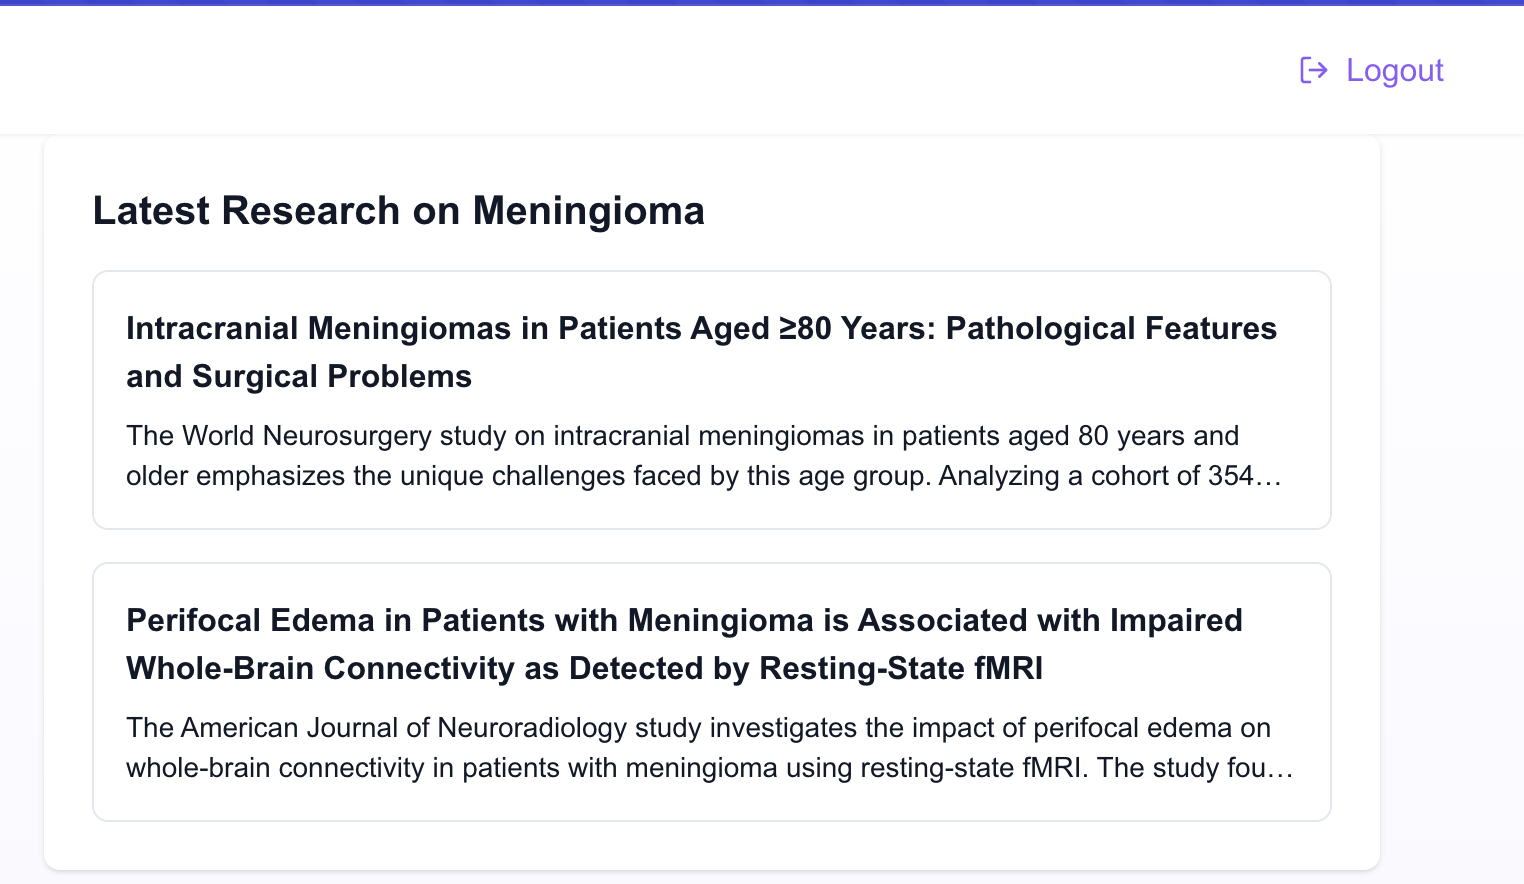 Logout
Latest Research on Meningioma
Intracranial Meningiomas in Patients Aged ≥80 Years: Pathological Features
and Surgical Problems
The World Neurosurgery study on intracranial meningiomas in patients aged 80 years and
older emphasizes the unique challenges faced by this age group. Analyzing a cohort of 354…
Perifocal Edema in Patients with Meningioma is Associated with Impaired
Whole-Brain Connectivity as Detected by Resting-State fMRI
The American Journal of Neuroradiology study investigates the impact of perifocal edema on
whole-brain connectivity in patients with meningioma using resting-state fMRI. The study fou…